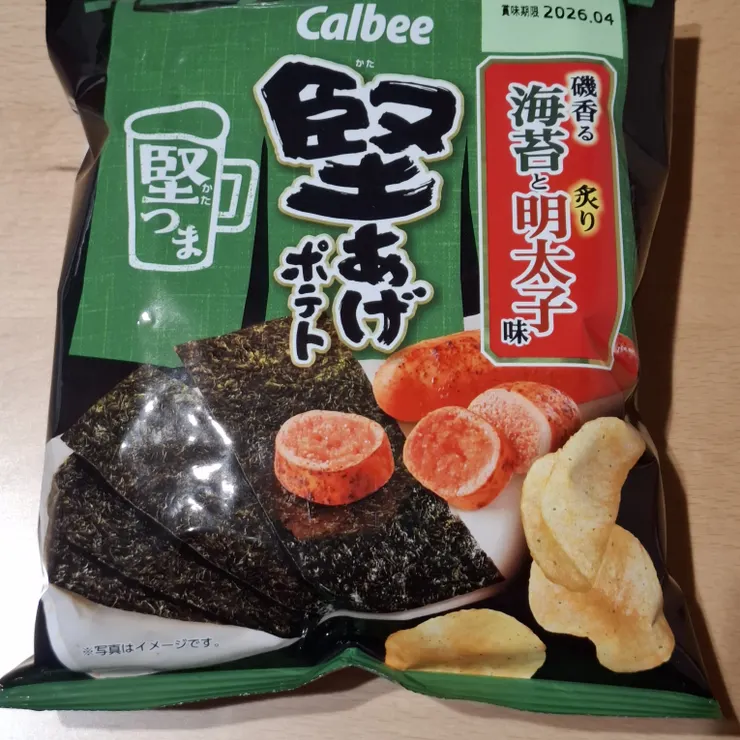 Calbee
賞味期限 2026.04
かた
堅あげ
ポテト
堅
かた
つま
磯香る
海苔と
炙り
明太子味
※写真はイメージです。